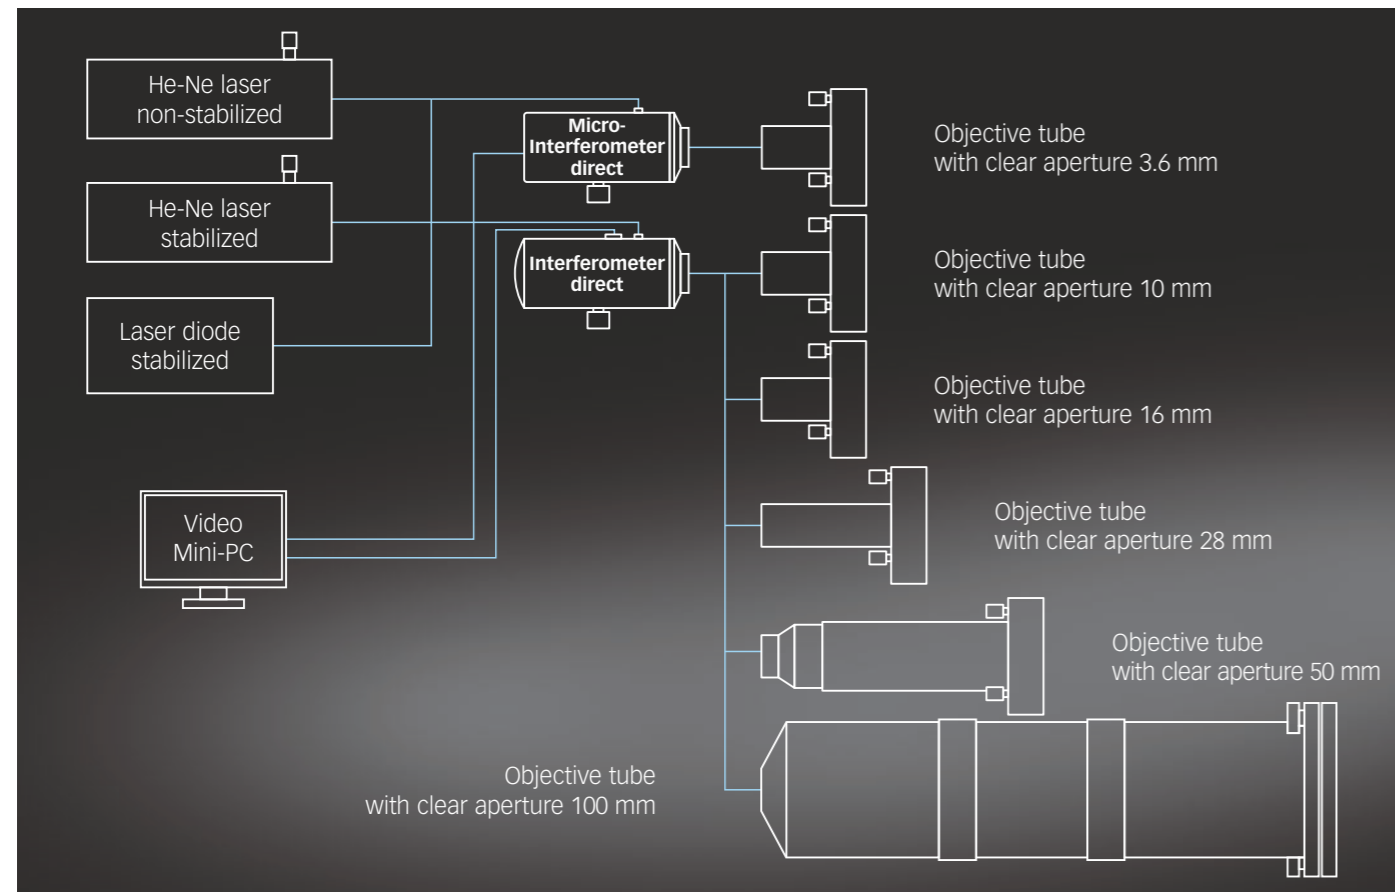 He-Ne laser
non-stabilized
Micro-
Interferometer
direct
Objective tube
with clear aperture 3.6 mm
He-Ne laser
stabilized
Interferometer
direct
Objective tube
with clear aperture 10 mm
Laser diode
stabilized
Objective tube
with clear aperture 16 mm
Video
Mini-PC
Objective tube
with clear aperture 28 mm
Objective tube
with clear aperture 50 mm
Objective tube
with clear aperture 100 mm